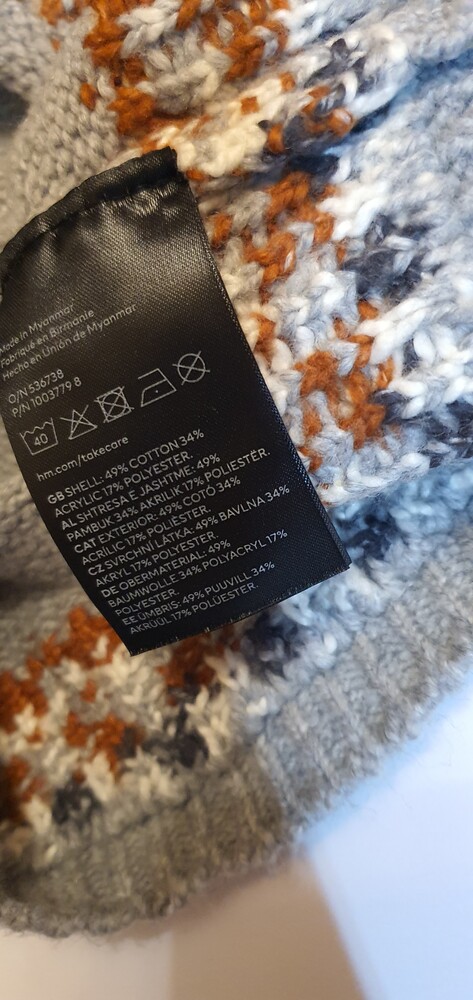 Made in Myanmar
Fabriqué en Birmanie
Hecho en Unión de Myanmar
O/N 536738
P/N 1003779 8
40
hm.com/takecare
GB SHELL: 49% COTTON 34%
ACRYLIC 17% POLYESTER.
AL SHTRESA E JASHTME: 49%
PAMBUK 34% AKRILIK 17% POLIESTËR.
CAT EXTERIOR: 49% COTÓ 34%
ACRÍLIC 17% POLIÈSTER.
CZ SVRCHNÍ LÁTKA: 49% BAVLNA 34%
AKRYL 17% POLYESTER.
DE OBERMATERIAL: 49%
BAUMWOLLE 34% POLYACRYL 17%
POLYESTER.
EE ÜMBRIS: 49% PUUVILL 34%
AKRÜÜL 17% POLÜESTER.